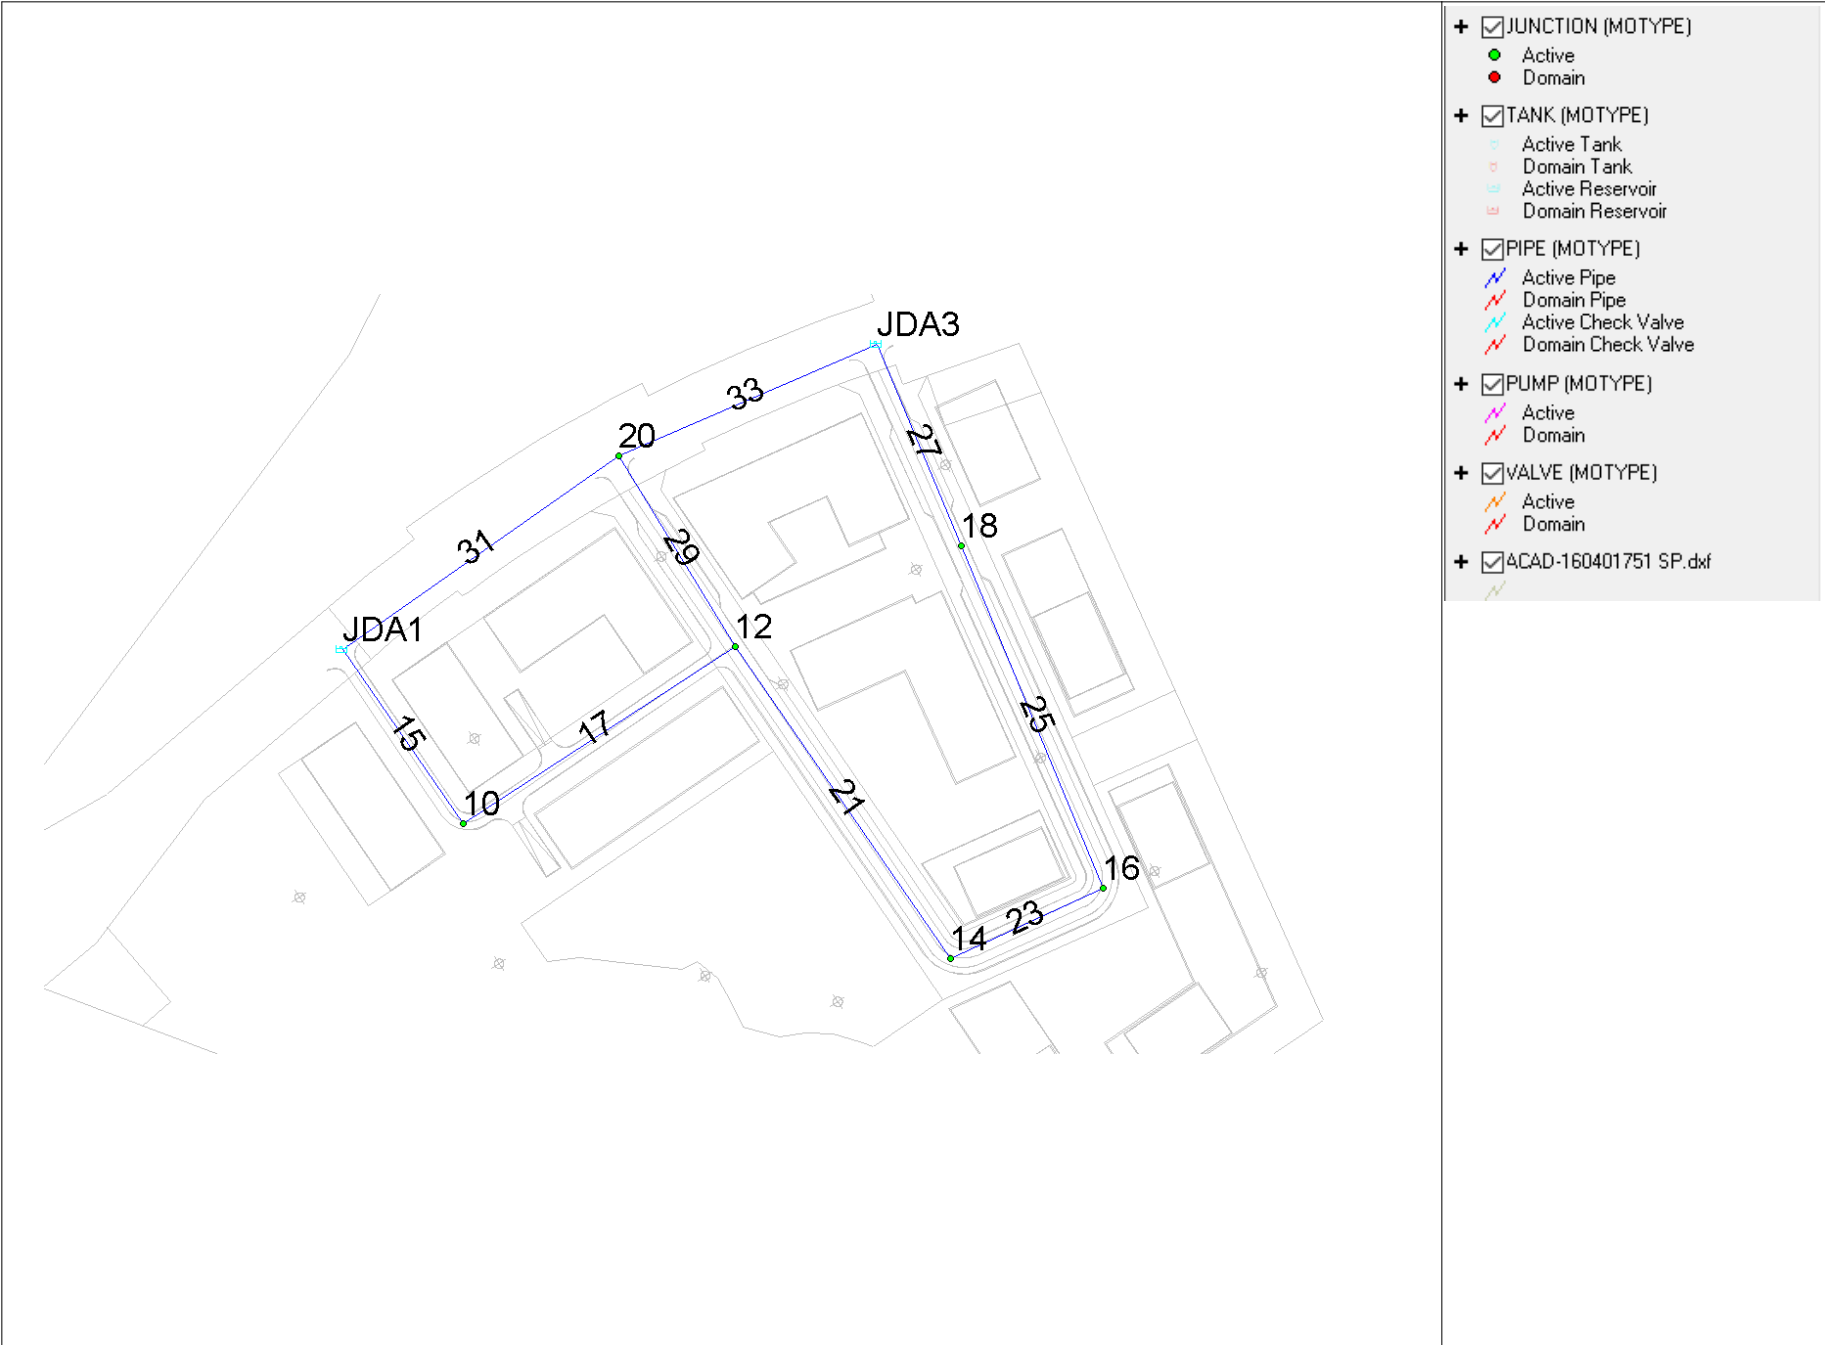 JDA3
33
20
27
18
31
29
JDA1
12
25
17
15
21
10
16
23
14
JUNCTION (MOTYPE)
Active
Domain
TANK (MOTYPE)
Active Tank
Domain Tank
Active Reservoir
Domain Reservoir
PIPE (MOTYPE)
Active Pipe
Domain Pipe
Active Check Valve
Domain Check Valve
PUMP (MOTYPE)
Active
Domain
VALVE (MOTYPE)
Active
Domain
ACAD-160401751 SP.dxf